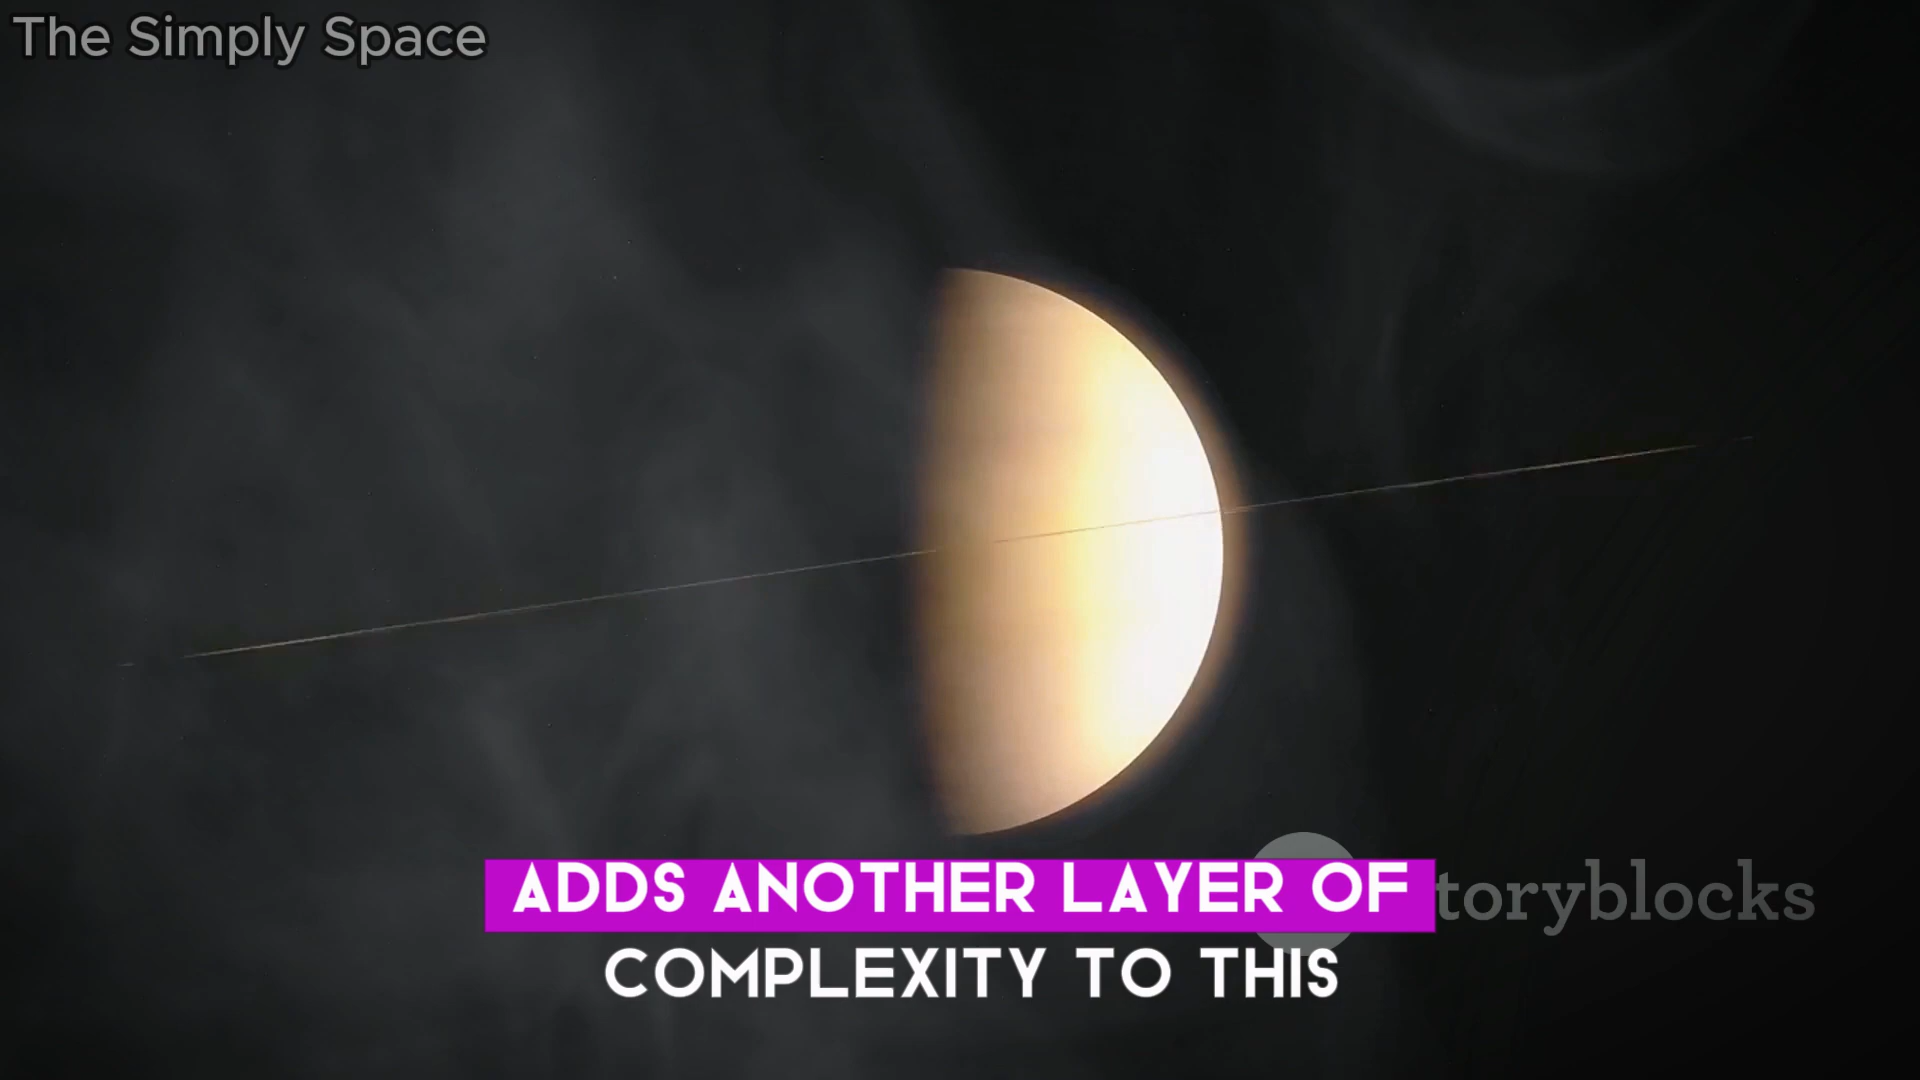 The Simply Space
ADDS ANOTHER LAYER OF
toryblocks
COMPLEXITY TO THIS